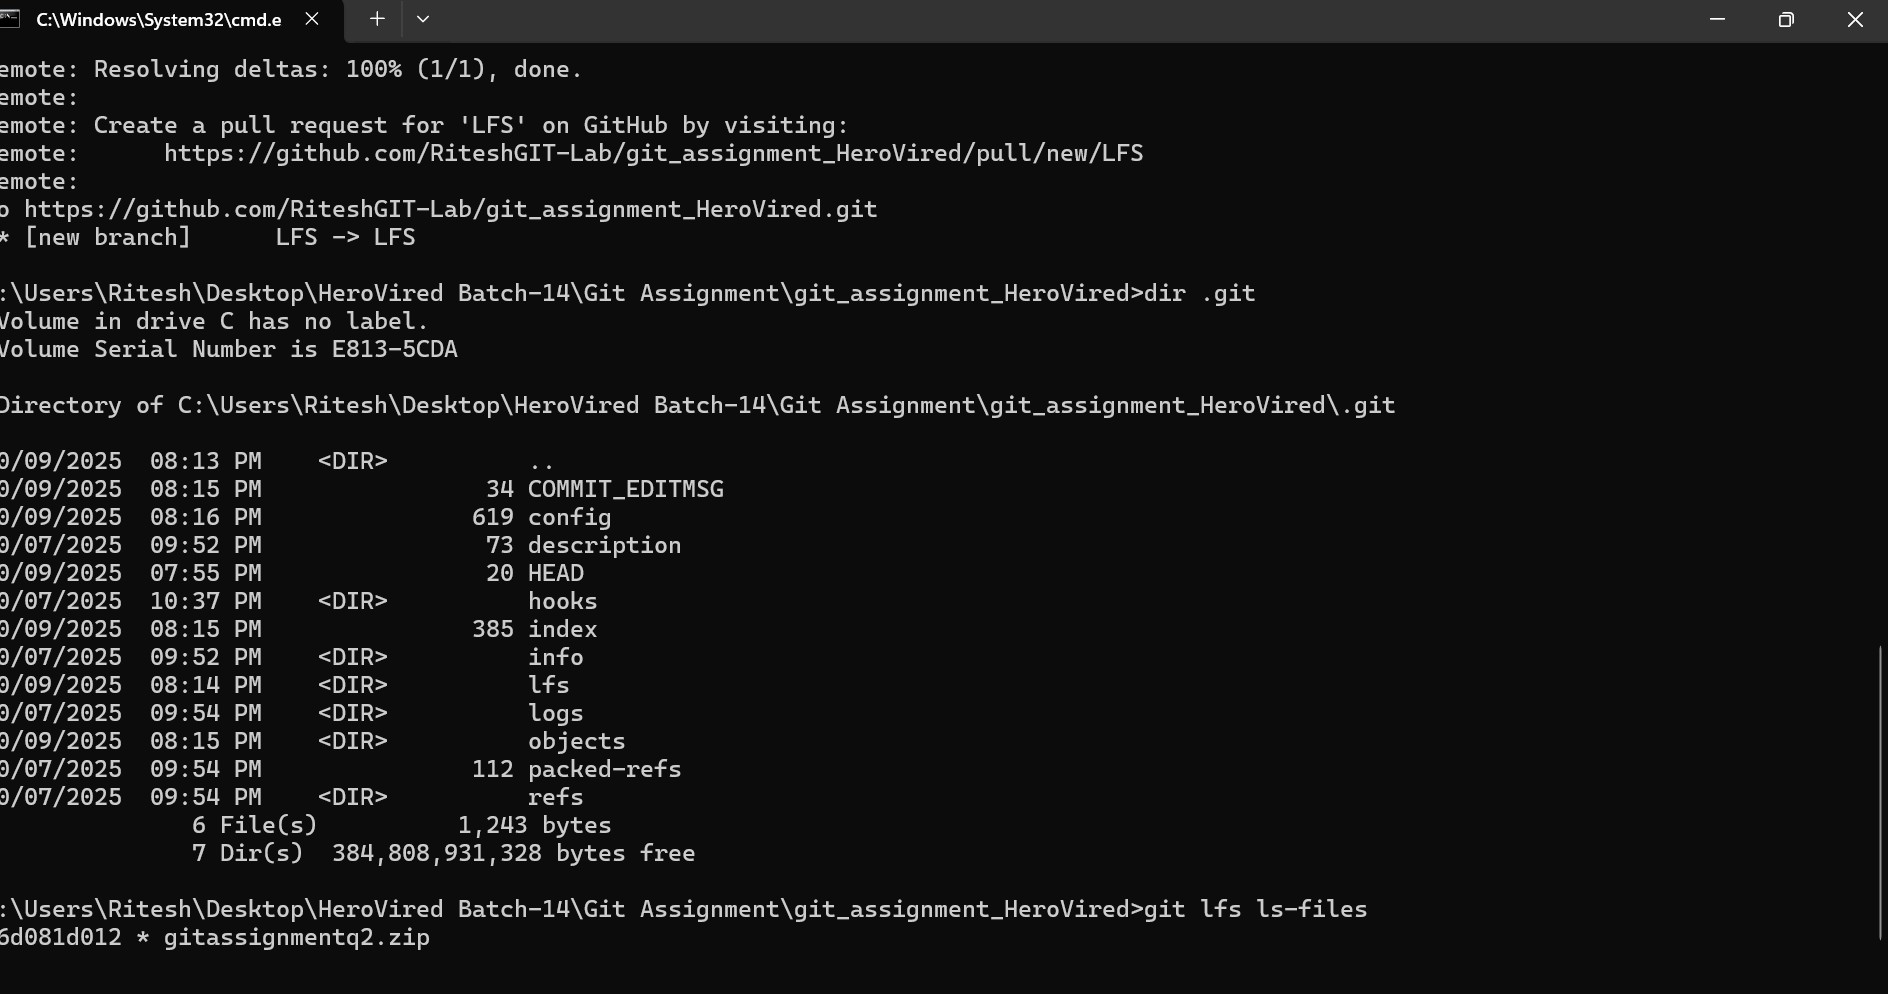 C:\Windows\System32\cmd.e
emote: Resolving deltas: 100% (1/1), done.
emote:
emote: Create a pull request for 'LFS' on GitHub by visiting:
emote:      https://github.com/RiteshGIT-Lab/git_assignment_HeroVired/pull/new/LFS
emote:
o https://github.com/RiteshGIT-Lab/git_assignment_HeroVired.git
* [new branch]      LFS -> LFS
:\Users\Ritesh\Desktop\HeroVired Batch-14\Git Assignment\git_assignment_HeroVired>dir .git
Volume in drive C has no label.
Volume Serial Number is E813-5CDA
Directory of C:\Users\Ritesh\Desktop\HeroVired Batch-14\Git Assignment\git_assignment_HeroVired\.git
0/09/2025  08:13 PM    <DIR>          ..
0/09/2025  08:15 PM                34 COMMIT_EDITMSG
0/09/2025  08:16 PM               619 config
0/07/2025  09:52 PM                73 description
0/09/2025  07:55 PM                20 HEAD
0/07/2025  10:37 PM    <DIR>          hooks
0/09/2025  08:15 PM               385 index
0/07/2025  09:52 PM    <DIR>          info
0/09/2025  08:14 PM    <DIR>          lfs
0/07/2025  09:54 PM    <DIR>          logs
0/09/2025  08:15 PM    <DIR>          objects
0/07/2025  09:54 PM               112 packed-refs
0/07/2025  09:54 PM    <DIR>          refs
6 File(s)          1,243 bytes
7 Dir(s)  384,808,931,328 bytes free
:\Users\Ritesh\Desktop\HeroVired Batch-14\Git Assignment\git_assignment_HeroVired>git lfs ls-files
6d081d012 * gitassignmentq2.zip